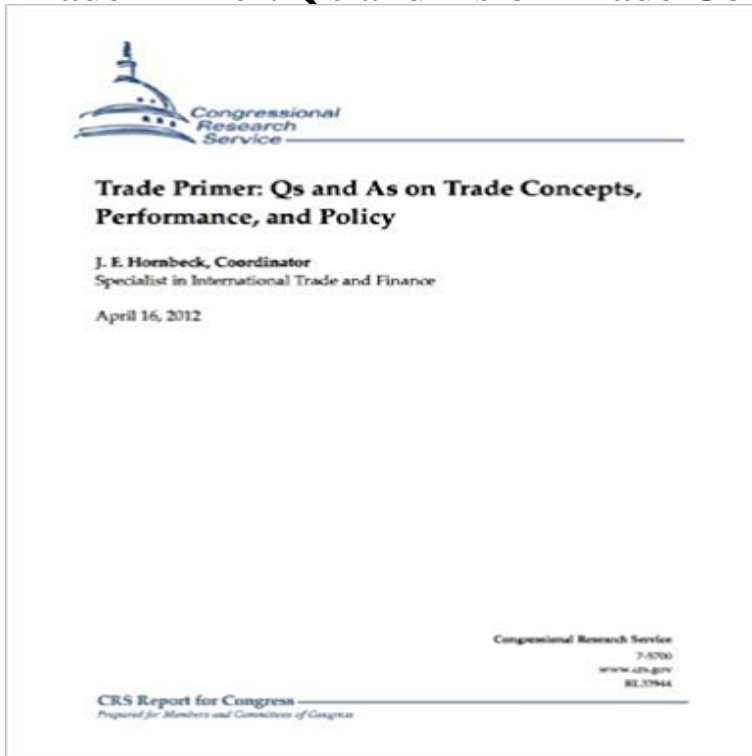 Congressional
Research
Service
Trade Primer: Qs and As on Trade Concepts,
Performance, and Policy
J. F. Hornbeck, Coordinator
Specialist in International Trade and Finance
April 16, 2012
Congressional Research Service
7-5700
www.crs.gov
RL33944
CRS Report for Congress
Prepared for Members and Committees of Congress